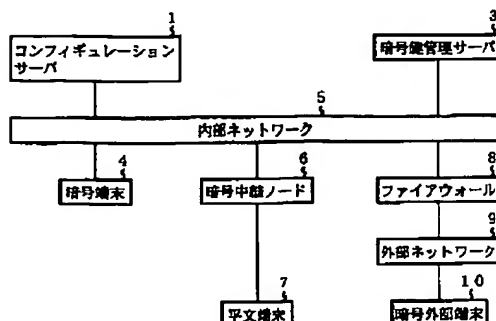 1
コンフィギュレーション
サーバ
3
暗号鍵管理サーバ
5
内部ネットワーク
4
暗号端末
6
暗号中継ノード
8
ファイアウォール
9
外部ネットワーク
7
平文端末
10
暗号外部端末